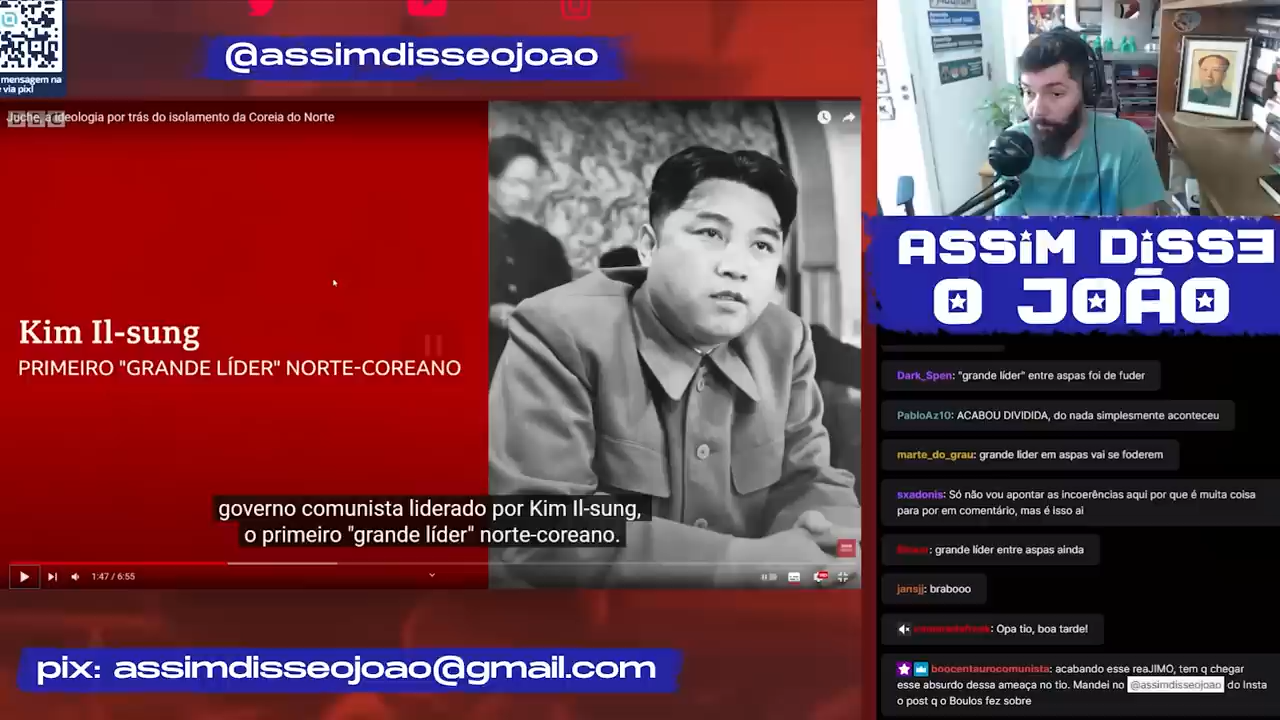 mensagem na
via pix!
@assimdisseojoao
Juche, a ideologia por trás do isolamento da Coreia do Norte
Kim Il-sung
PRIMEIRO "GRANDE LÍDER" NORTE-COREANO
governo comunista liderado por Kim Il-sung,
o primeiro "grande líder" norte-coreano.
1:47 / 6:55
pix: assimdisseojoao@gmail.com
ASSIM DISSE
O JOÃO
Dark_Spen: "grande líder" entre aspas foi de fuder
PabloAz10: ACABOU DIVIDIDA, do nada simplesmente aconteceu
marte_do_grau: grande lider em aspas vai se foderem
sxadonis: Só não vou apontar as incoerências aqui por que é muita coisa
para por em comentário, mas é isso ai
: grande líder entre aspas ainda
jansjj: brabooo
: Opa tio, boa tarde!
boocentaurocomunista: acabando esse reaJIMO, tem q chegar
esse absurdo dessa ameaça no tio. Mandei no @assimdisseojoao do Insta
o post q o Boulos fez sobre